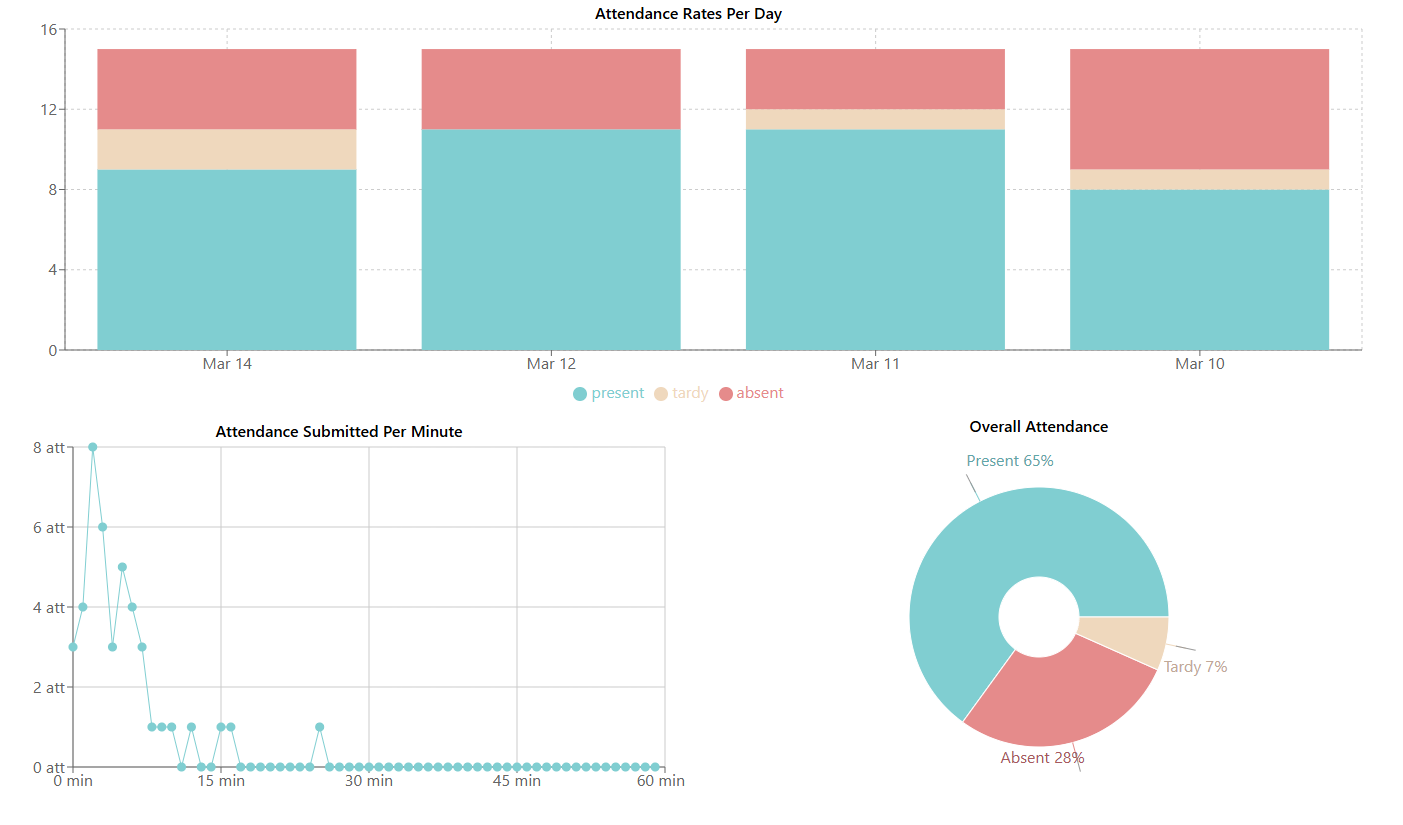 Attendance Rates Per Day
16
12
8
4
0
Mar 14 Mar 12 Mar 11 Mar 10
present tardy absent
Attendance Submitted Per Minute
8 att
6 att
4 att
2 att
0 att
0 min 15 min 30 min 45 min 60 min
Overall Attendance
Present 65%
Tardy 7%
Absent 28%